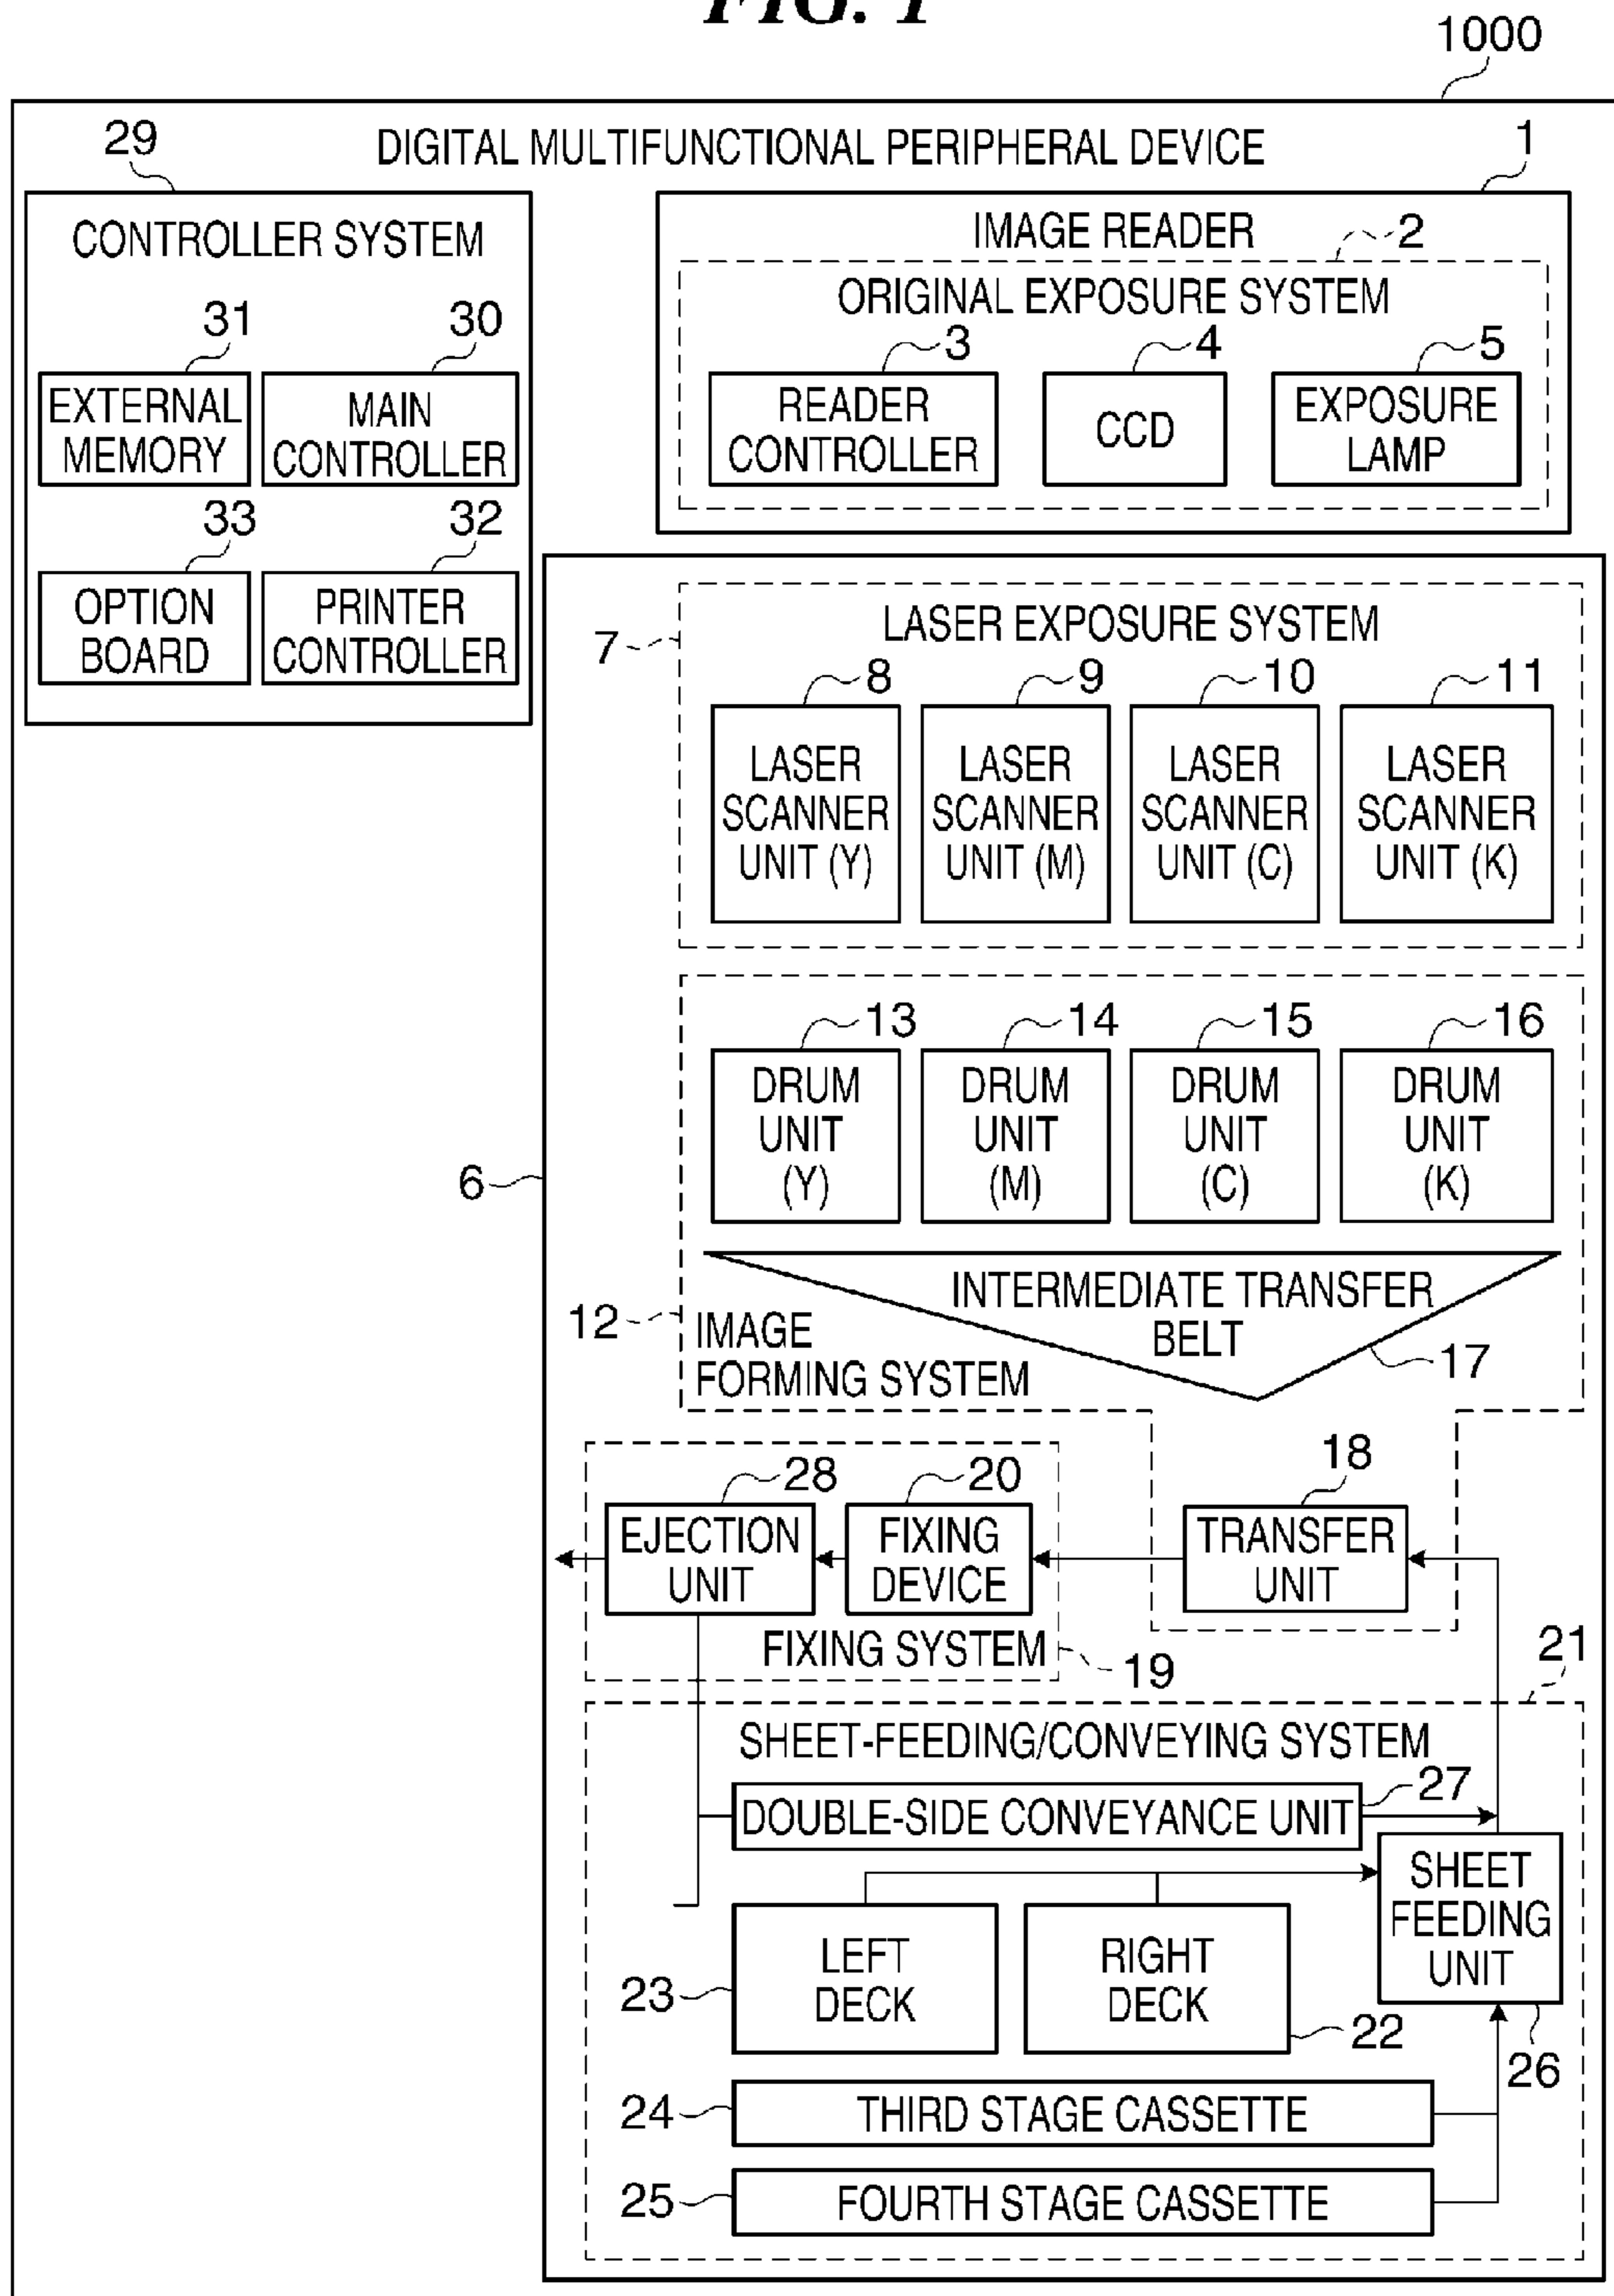 FIG. 1
1000
DIGITAL MULTIFUNCTIONAL PERIPHERAL DEVICE
29
CONTROLLER SYSTEM
31
EXTERNAL
MEMORY
30
MAIN
CONTROLLER
33
OPTION
BOARD
32
PRINTER
CONTROLLER
1
IMAGE READER
2
ORIGINAL EXPOSURE SYSTEM
3
READER
CONTROLLER
4
CCD
5
EXPOSURE
LAMP
6
7
LASER EXPOSURE SYSTEM
8
LASER
SCANNER
UNIT (Y)
9
LASER
SCANNER
UNIT (M)
10
LASER
SCANNER
UNIT (C)
11
LASER
SCANNER
UNIT (K)
13
DRUM
UNIT
(Y)
14
DRUM
UNIT
(M)
15
DRUM
UNIT
(C)
16
DRUM
UNIT
(K)
INTERMEDIATE TRANSFER
BELT
17
12
IMAGE
FORMING SYSTEM
28
EJECTION
UNIT
20
FIXING
DEVICE
18
TRANSFER
UNIT
FIXING SYSTEM
19
21
SHEET-FEEDING/CONVEYING SYSTEM
27
DOUBLE-SIDE CONVEYANCE UNIT
SHEET
FEEDING
UNIT
26
23
LEFT
DECK
RIGHT
DECK
22
24
THIRD STAGE CASSETTE
25
FOURTH STAGE CASSETTE